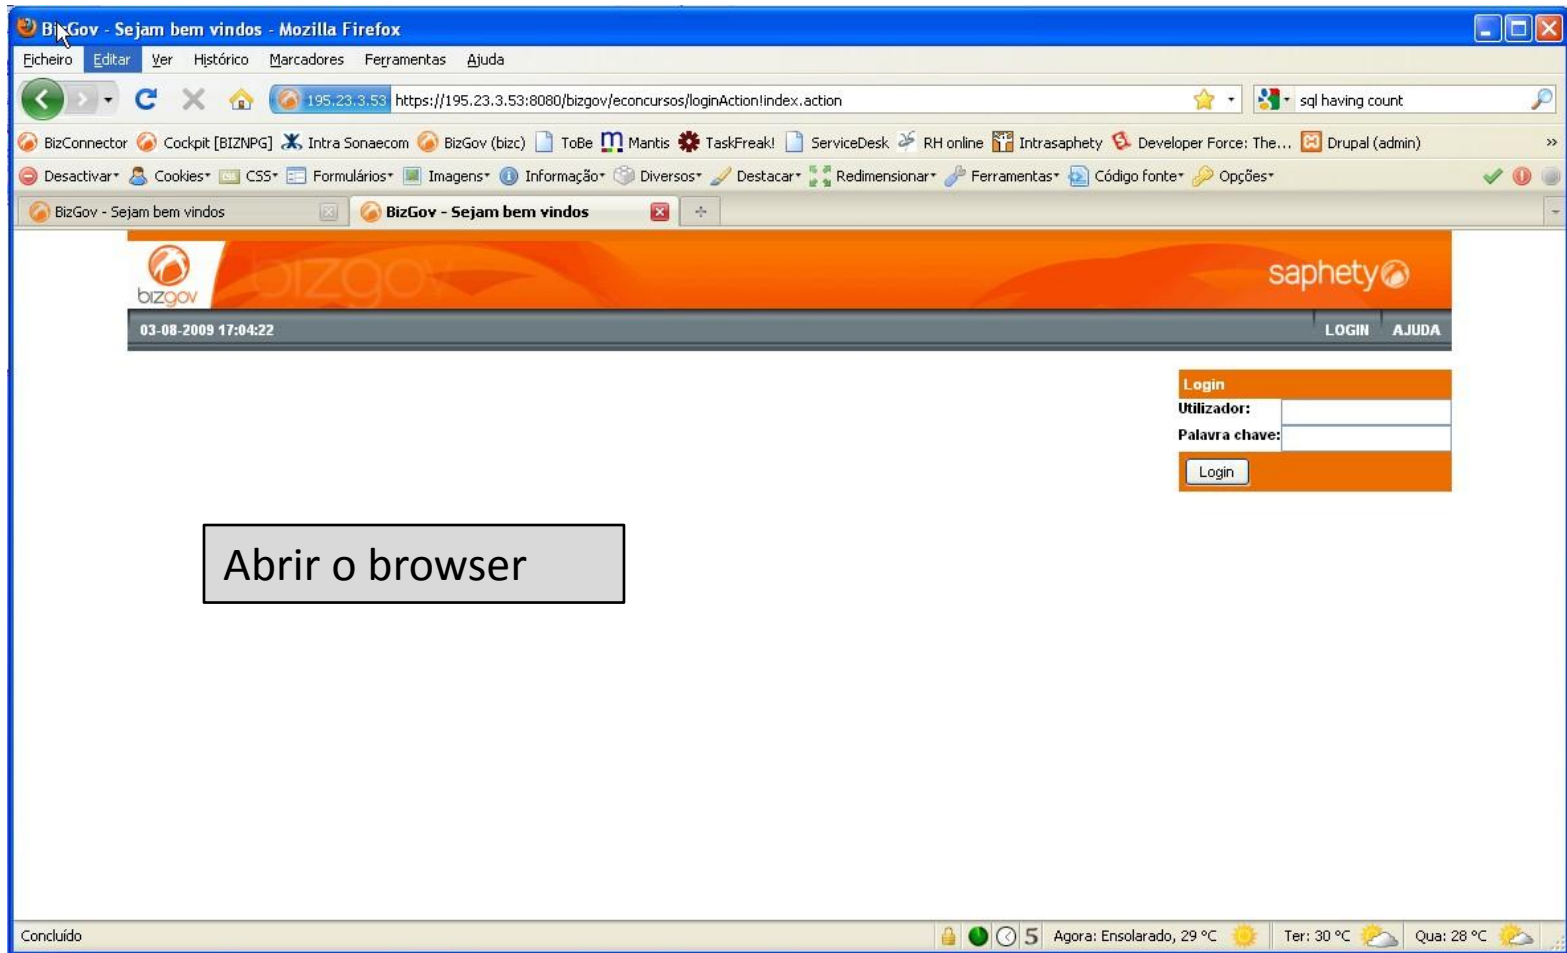 BizGov - Sejam bem vindos - Mozilla Firefox
Ficheiro Editar Ver Histórico Marcadores Ferramentas Ajuda
195.23.3.53 https://195.23.3.53:8080/bizgov/econcursos/loginAction!index.action sql having count
BizConnector Cockpit [BIZNPG] Intra Sonaecom BizGov (bizc) ToBe Mantis TaskFreak! ServiceDesk RH online Intrasaphety Developer Force: The... Drupal (admin) »
Desactivar Cookies CSS Formulários Imagens Informação Diversos Destacar Redimensionar Ferramentas Código fonte Opções
BizGov - Sejam bem vindos BizGov - Sejam bem vindos
bizgov bizgov saphety
03-08-2009 17:04:22 LOGIN AJUDA
Login
Utilizador:
Palavra chave:
Login
Abrir o browser
Concluído 5 Agora: Ensolarado, 29 °C Ter: 30 °C Qua: 28 °C